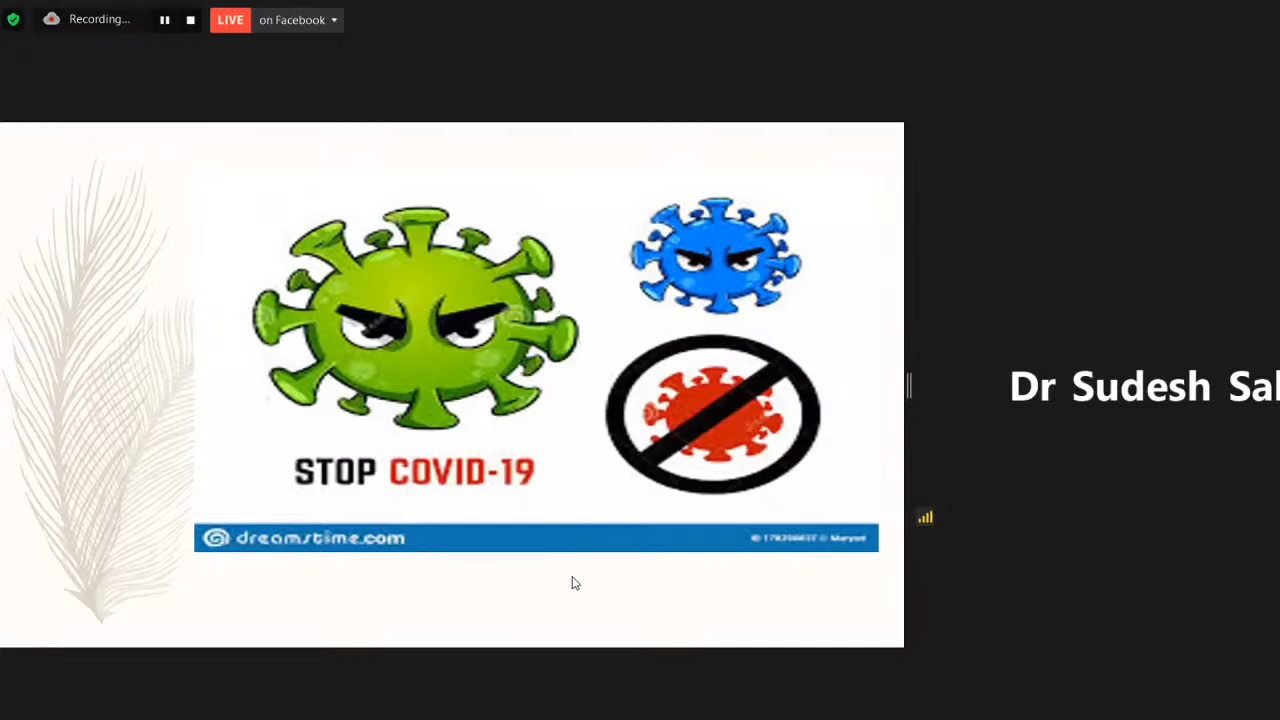 Recording...
LIVE on Facebook
Dr Sudesh Sal
STOP COVID-19
dreamstime.com